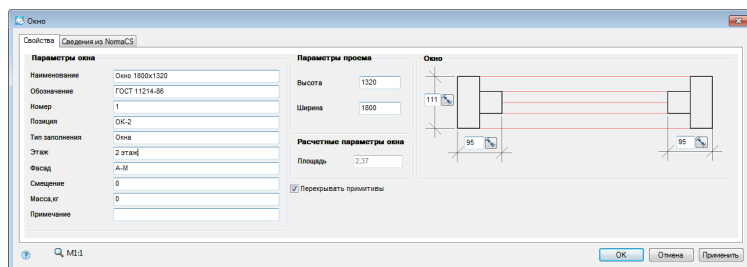 Окно
Свойства Сведения из NormaCS
Параметры окна
Наименование Окно 1800х1320
Обозначение ГОСТ 11214-86
Номер 1
Позиция ОК-2
Тип заполнения Окна
Этаж 2 этаж
Фасад А-М
Смещение 0
Масса,кг 0
Примечание
Параметры проема
Высота 1320
Ширина 1800
Расчетные параметры окна
Площадь 2,37
Перекрывать примитивы
Окно
111
95 95
М1:1
ОК Отмена Применить